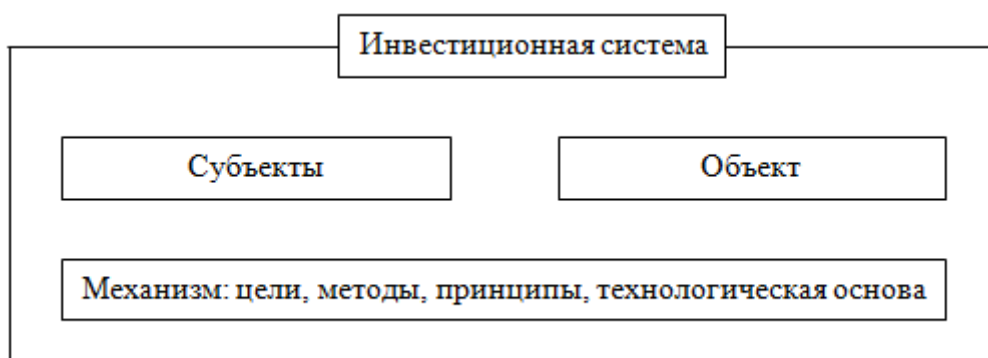 Инвестиционная система
Субъекты
Объект
Механизм: цели, методы, принципы, технологическая основа